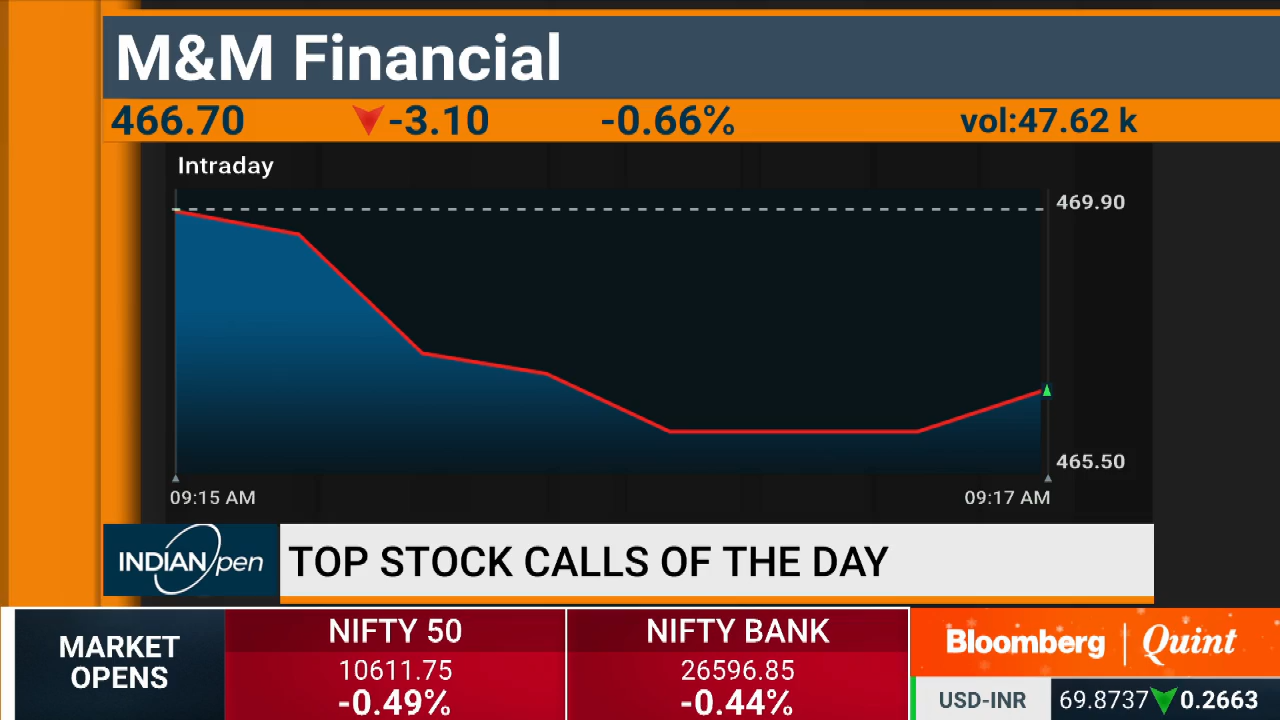 M&M Financial
466.70 -3.10 -0.66% vol:47.62 k
Intraday
469.90
465.50
09:15 AM 09:17 AM
INDIAN Open TOP STOCK CALLS OF THE DAY
MARKET OPENS
NIFTY 50
10611.75
-0.49%
NIFTY BANK
26596.85
-0.44%
Bloomberg | Quint
USD-INR 69.8737 0.2663